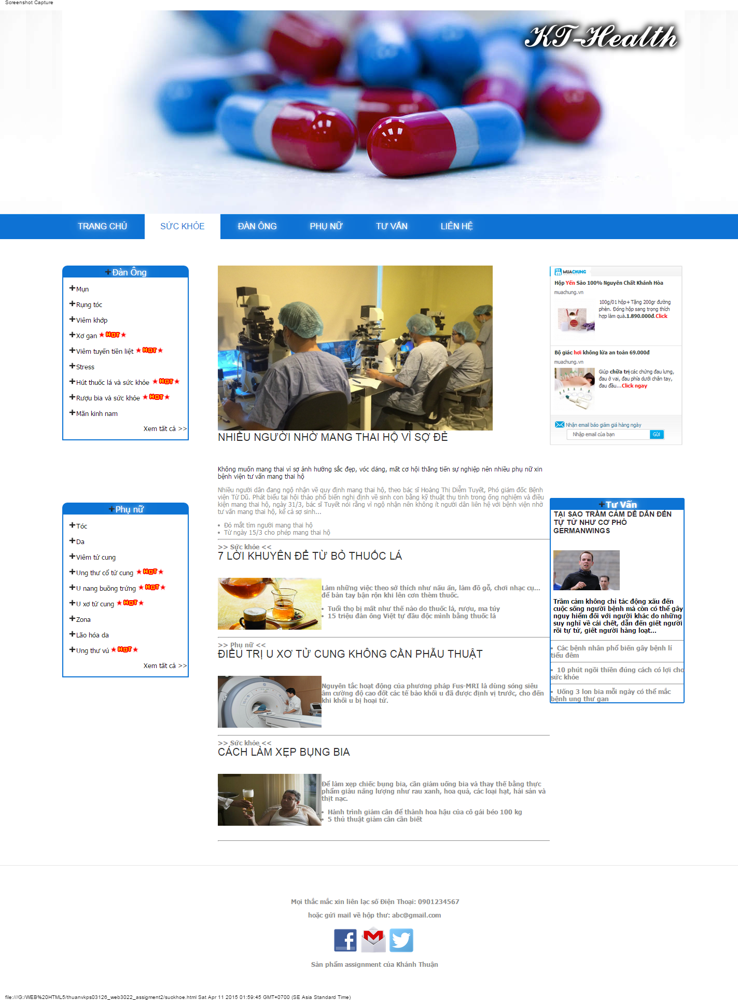 Screenshot Capture
KT-Health
TRANG CHỦ
SỨC KHỎE
ĐÀN ÔNG
PHỤ NỮ
TƯ VẤN
LIÊN HỆ
Đàn Ông
Mụn
Rụng tóc
Viêm khớp
Xơ gan HOT
Viêm tuyến tiền liệt HOT
Stress
Hút thuốc lá và sức khỏe HOT
Rượu bia và sức khỏe HOT
Mãn kinh nam
Xem tất cả >>
Phụ nữ
Tóc
Da
Viêm tử cung
Ung thư cổ tử cung HOT
U nang buồng trứng HOT
U xơ tử cung HOT
Zona
Lão hóa da
Ung thư vú HOT
Xem tất cả >>
NHIỀU NGƯỜI NHỜ MANG THAI HỘ VÌ SỢ ĐẺ
Không muốn mang thai vì sợ ảnh hưởng sắc đẹp, vóc dáng, mất cơ hội thăng tiến sự nghiệp nên nhiều phụ nữ xin
bệnh viện tư vấn mang thai hộ
Nhiều người dân đang ngộ nhận về quy định mang thai hộ, theo bác sĩ Hoàng Thị Diễm Tuyết, Phó giám đốc Bệnh
viện Từ Dũ. Phát biểu tại hội thảo phổ biến nghị định về sinh con bằng kỹ thuật thụ tinh trong ống nghiệm và điều
kiện mang thai hộ, ngày 31/3, bác sĩ Tuyết nói rằng vì ngộ nhận nên không ít người dân liên hệ với bệnh viện nhờ
tư vấn mang thai hộ, kể cả sợ sinh...
• Đỏ mắt tìm người mang thai hộ
• Từ ngày 15/3 cho phép mang thai hộ
>> Sức khỏe <<
7 LỜI KHUYÊN ĐỂ TỪ BỎ THUỐC LÁ
Làm những việc theo sở thích như nấu ăn, làm đồ gỗ, chơi nhạc cụ...
để bàn tay bận rộn khi lên cơn thèm thuốc.
• Tuổi thọ bị mất như thế nào do thuốc lá, rượu, ma túy
• 15 triệu đàn ông Việt tự đầu độc mình bằng thuốc lá
>> Phụ nữ <<
ĐIỀU TRỊ U XƠ TỬ CUNG KHÔNG CẦN PHẪU THUẬT
Nguyên tắc hoạt động của phương pháp Fus-MRI là dùng sóng siêu
âm cường độ cao đốt các tế bào khối u đã được định vị trước, cho đến
khi khối u bị hoại tử.
>> Sức khỏe <<
CÁCH LÀM XẸP BỤNG BIA
Để làm xẹp chiếc bụng bia, cần giảm uống bia và thay thế bằng thực
phẩm giàu năng lượng như rau xanh, hoa quả, các loại hạt, hải sản và
thịt nạc.
• Hành trình giảm cân để thành hoa hậu của cô gái béo 100 kg
• 5 thủ thuật giảm cân cần biết
MUACHUNG
Hộp Yến Sào 100% Nguyên Chất Khánh Hòa
muachung.vn
100g/01 hộp+ Tặng 200gr đường
phèn. Đóng hộp sang trọng thích
hợp làm quà.1.890.000đ.Click
Bộ giác hơi không lửa an toàn 69.000đ
muachung.vn
Giúp chữa trị các chứng đau lưng,
đau ở vai, đau phía dưới chân tay,
đau đầu...Click ngay
Nhận email báo giảm giá hàng ngày
Nhập email của bạn
Gửi
Tư Vấn
TẠI SAO TRẦM CẢM DỄ DẪN ĐẾN
TỰ TỬ NHƯ CƠ PHÓ
GERMANWINGS
Trầm cảm không chỉ tác động xấu đến
cuộc sống người bệnh mà còn có thể gây
nguy hiểm đối với người khác do những
suy nghĩ về cái chết, dẫn đến giết người
rồi tự tử, giết người hàng loạt...
• Các bệnh nhân phổ biến gây bệnh lí
tiểu đêm
• 10 phút ngồi thiền đúng cách có lợi cho
sức khỏe
• Uống 3 lon bia mỗi ngày có thể mắc
bệnh ung thư gan
Mọi thắc mắc xin liên lạc số Điện Thoại: 0901234567
hoặc gửi mail về hộp thư: abc@gmail.com
Sản phẩm assignment của Khánh Thuận
file:///G:/WEB%20HTML5/thuanvkps03126_web3022_assigment2/suckhoe.html Sat Apr 11 2015 01:59:45 GMT+0700 (SE Asia Standard Time)